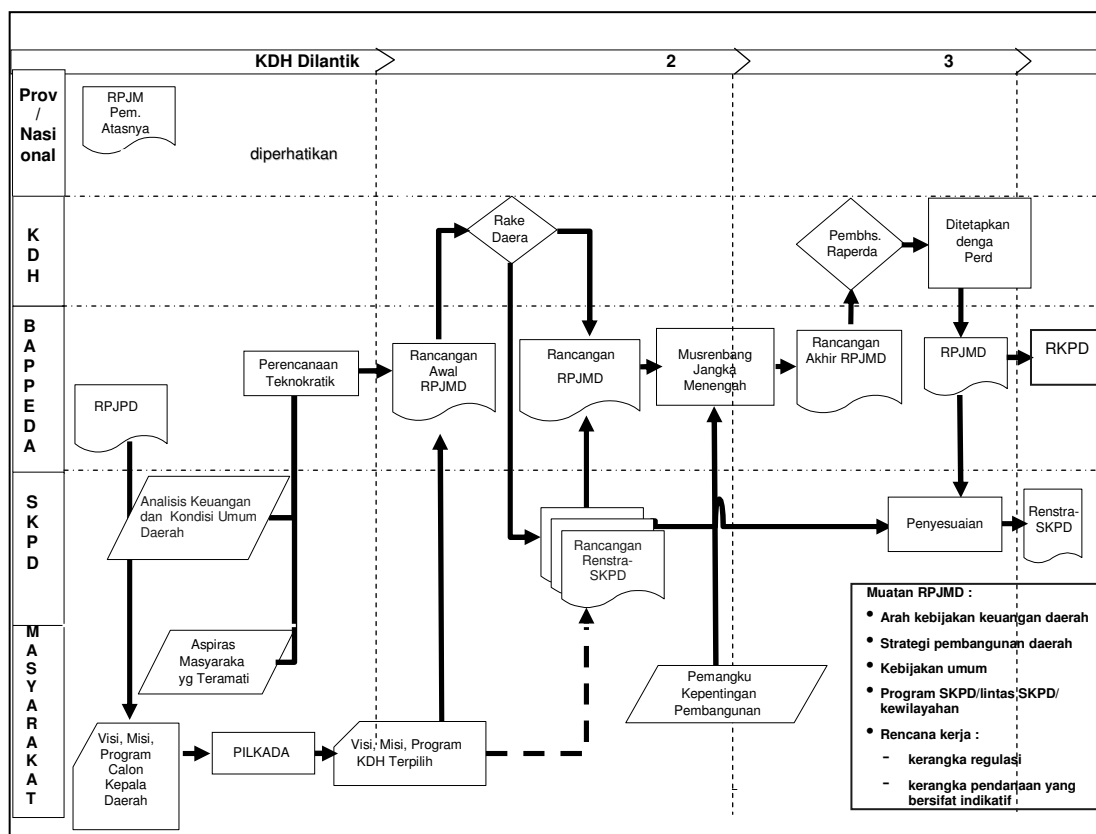 KDH Dilantik
2
3
Prov
/
Nasi
onal
RPJM
Pem.
Atasnya
diperhatikan
K
D
H
Rake
Daera
Pembhs.
Raperda
Ditetapkan
denga
Perd
B
A
P
P
E
D
A
Perencanaan
Teknokratik
Rancangan
Awal
RPJMD
Rancangan
RPJMD
Musrenbang
Jangka
Menengah
Rancangan
Akhir RPJMD
RPJMD
RKPD
RPJPD
S
K
P
D
Analisis Keuangan
dan Kondisi Umum
Daerah
Rancangan
Renstra-
SKPD
Penyesuaian
Renstra-
SKPD
M
A
S
Y
A
R
A
K
A
T
Aspiras
Masyaraka
yg Teramati
Pemangku
Kepentingan
Pembangunan
Visi, Misi,
Program
Calon
Kepala
Daerah
PILKADA
Visi, Misi, Program
KDH Terpilih
Muatan RPJMD :
• Arah kebijakan keuangan daerah
• Strategi pembangunan daerah
• Kebijakan umum
• Program SKPD/lintas SKPD/
kewilayahan
• Rencana kerja :
- kerangka regulasi
- kerangka pendanaan yang
bersifat indikatif